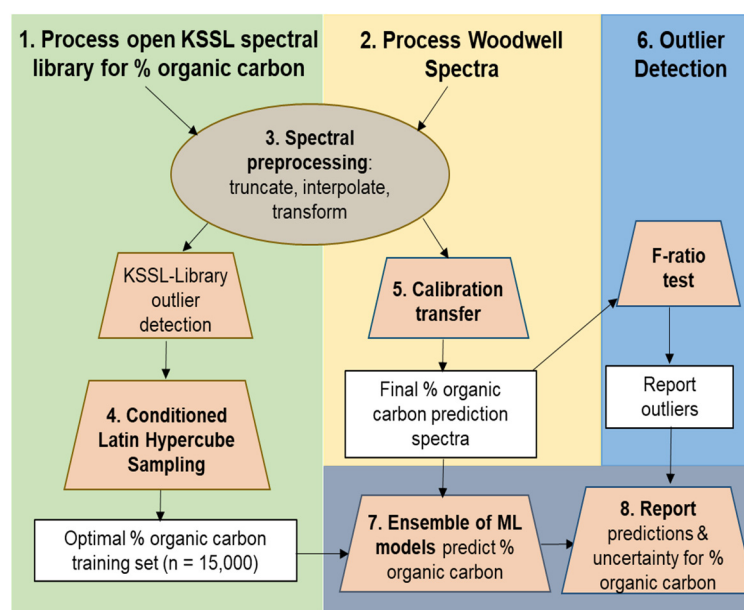 1. Process open KSSL spectral
library for % organic carbon
2. Process Woodwell
Spectra
6. Outlier
Detection
3. Spectral
preprocessing:
truncate, interpolate,
transform
KSSL-Library
outlier
detection
5. Calibration
transfer
F-ratio
test
4. Conditioned
Latin Hypercube
Sampling
Final % organic
carbon prediction
spectra
Report
outliers
Optimal % organic carbon
training set (n = 15,000)
7. Ensemble of ML
models predict %
organic carbon
8. Report
predictions &
uncertainty for %
organic carbon